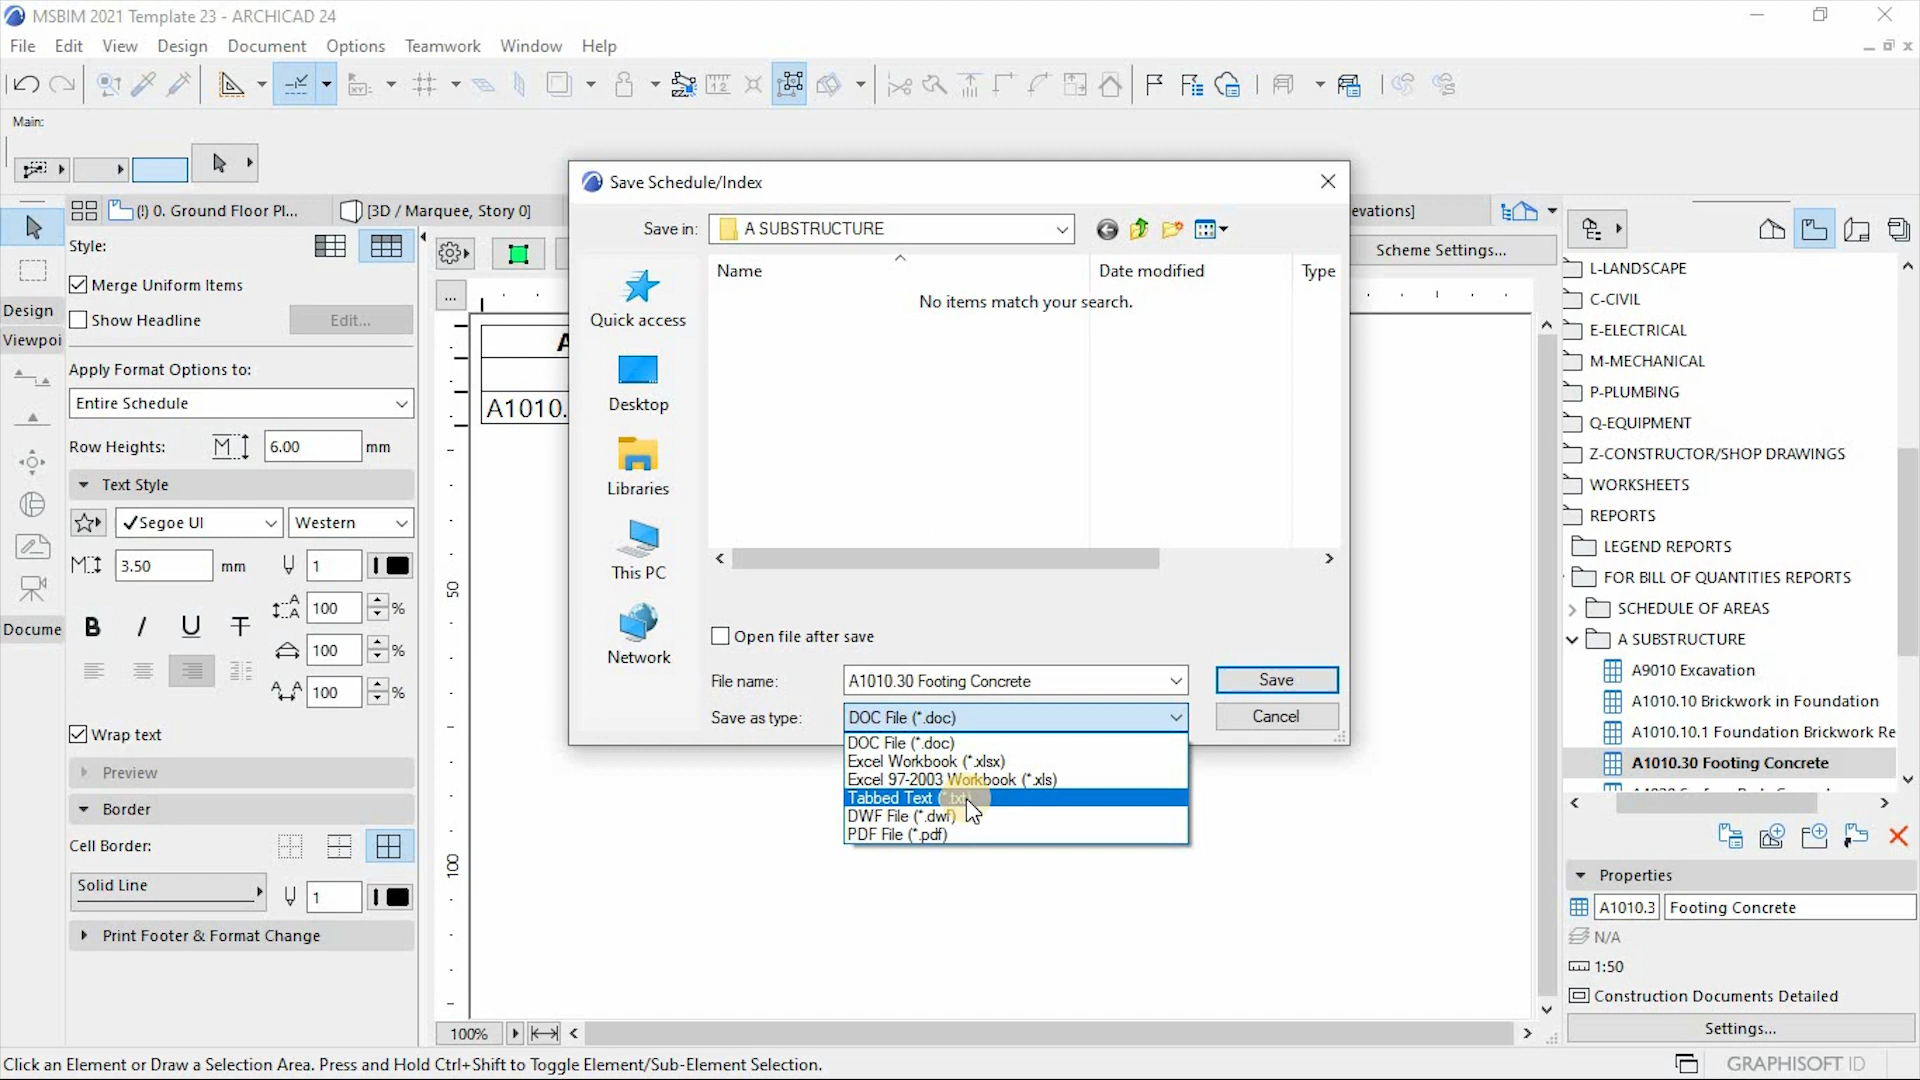 MSBIM 2021 Template 23 - ARCHICAD 24
File Edit View Design Document Options Teamwork Window Help
Main:
(!) 0. Ground Floor Pl...
[3D / Marquee, Story 0]
evations]
Style:
Merge Uniform Items
Show Headline
Edit...
Design
Viewpoi
Docume
Apply Format Options to:
Entire Schedule
Row Heights:
6.00
mm
Text Style
✓Segoe UI
Western
3.50
mm
1
100
%
100
%
100
%
B I U T
Wrap text
Preview
Border
Cell Border:
Solid Line
1
Print Footer & Format Change
...
A
A1010.
50
100
100%
Scheme Settings...
Save Schedule/Index
Save in:
A SUBSTRUCTURE
Name
Date modified
Type
No items match your search.
Quick access
Desktop
Libraries
This PC
Network
Open file after save
File name:
A1010.30 Footing Concrete
Save
Save as type:
DOC File (*.doc)
Cancel
DOC File (*.doc)
Excel Workbook (*.xlsx)
Excel 97-2003 Workbook (*.xls)
Tabbed Text (*.txt)
DWF File (*.dwf)
PDF File (*.pdf)
L-LANDSCAPE
C-CIVIL
E-ELECTRICAL
M-MECHANICAL
P-PLUMBING
Q-EQUIPMENT
Z-CONSTRUCTOR/SHOP DRAWINGS
WORKSHEETS
REPORTS
LEGEND REPORTS
FOR BILL OF QUANTITIES REPORTS
SCHEDULE OF AREAS
A SUBSTRUCTURE
A9010 Excavation
A1010.10 Brickwork in Foundation
A1010.10.1 Foundation Brickwork Re
A1010.30 Footing Concrete
Properties
A1010.3
Footing Concrete
N/A
1:50
Construction Documents Detailed
Settings...
Click an Element or Draw a Selection Area. Press and Hold Ctrl+Shift to Toggle Element/Sub-Element Selection.
GRAPHISOFT ID